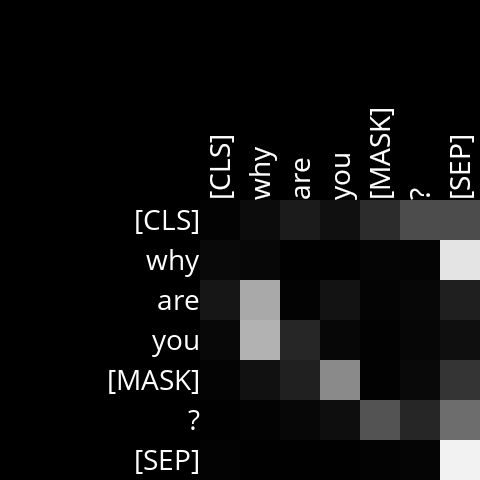 [CLS] why are you [MASK] ? [SEP]
[CLS]
why
are
you
[MASK]
?
[SEP]